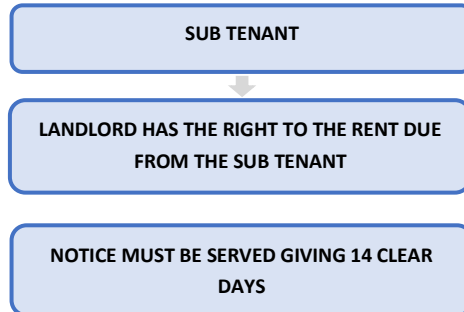 SUB TENANT
LANDLORD HAS THE RIGHT TO THE RENT DUE
FROM THE SUB TENANT
NOTICE MUST BE SERVED GIVING 14 CLEAR
DAYS